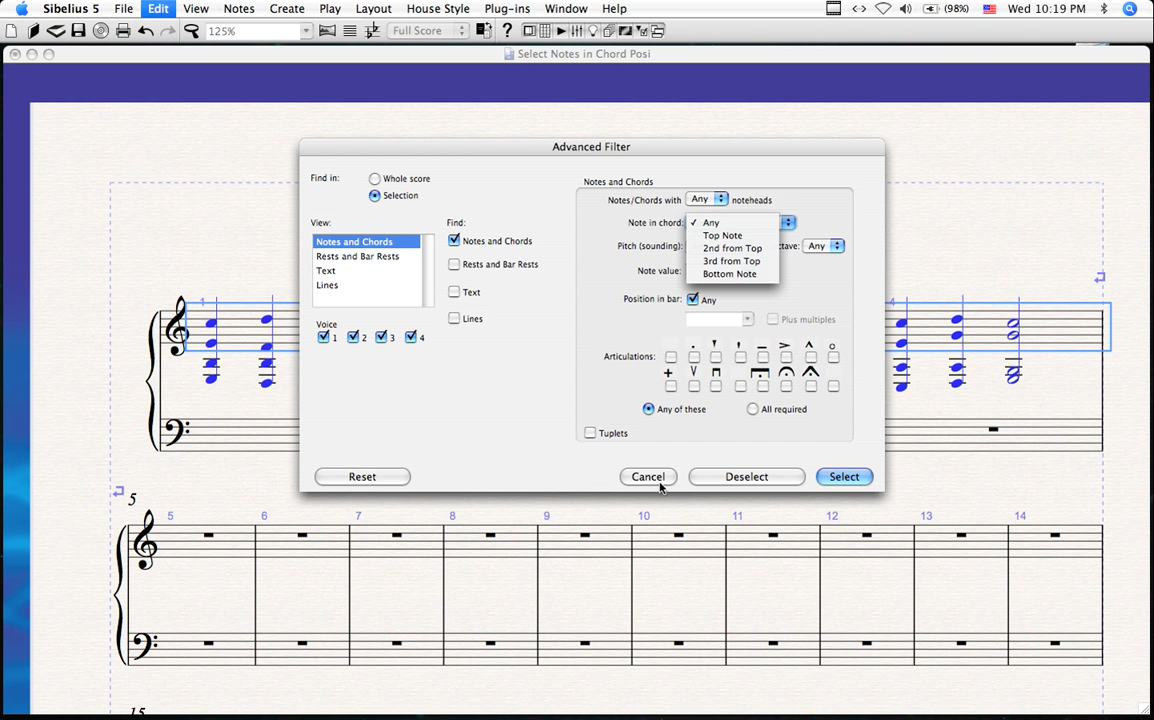 Sibelius 5 File Edit View Notes Create Play Layout House Style Plug-ins Window Help (98%) Wed 10:19 PM
125% Full Score
Select Notes in Chord Posi
Advanced Filter
Find in: Whole score
Selection
Notes and Chords
Notes/Chords with Any noteheads
View: Find:
Note in chord: ✓ Any
Top Note
2nd from Top
3rd from Top
Bottom Note
Notes and Chords
Rests and Bar Rests
Text
Lines
Notes and Chords
Rests and Bar Rests
Text
Lines
Pitch (sounding): ctave: Any
Note value:
Position in bar: Any
Plus multiples
Voice
1 2 3 4
Articulations:
Any of these All required
Tuplets
Reset Cancel Deselect Select
1 4
5
5 6 7 8 9 10 11 12 13 14
15